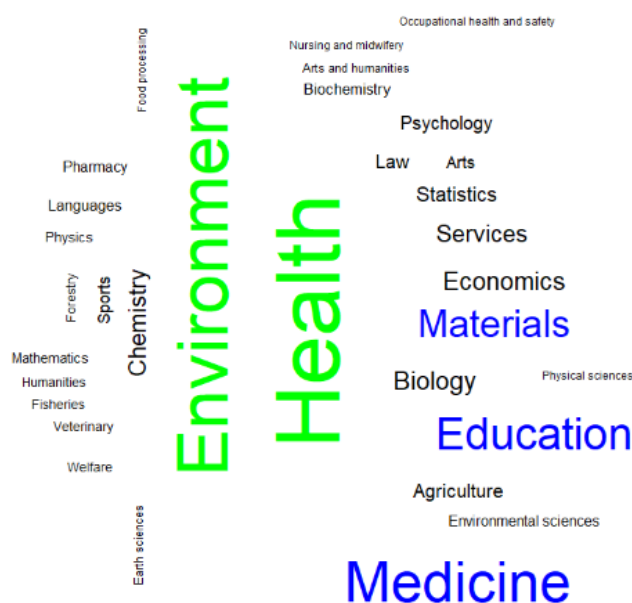 Occupational health and safety
Nursing and midwifery
Arts and humanities
Biochemistry
Food processing
Environment
Health
Psychology
Pharmacy
Law
Arts
Statistics
Languages
Physics
Services
Forestry
Sports
Chemistry
Economics
Materials
Mathematics
Humanities
Fisheries
Veterinary
Biology
Physical sciences
Education
Welfare
Agriculture
Environmental sciences
Earth sciences
Medicine